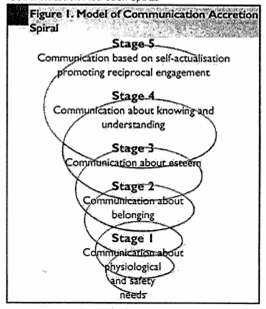 Figure 1. Model of Communication Accretion
Spiral
Stage 5
Communication based on self-actualisation
promoting reciprocal engagement
Stage 4
Communication about knowing and
understanding
Stage 3
Communication about esteem
Stage 2
Communication about
belonging
Stage 1
Communication about
physiological
and safety
needs